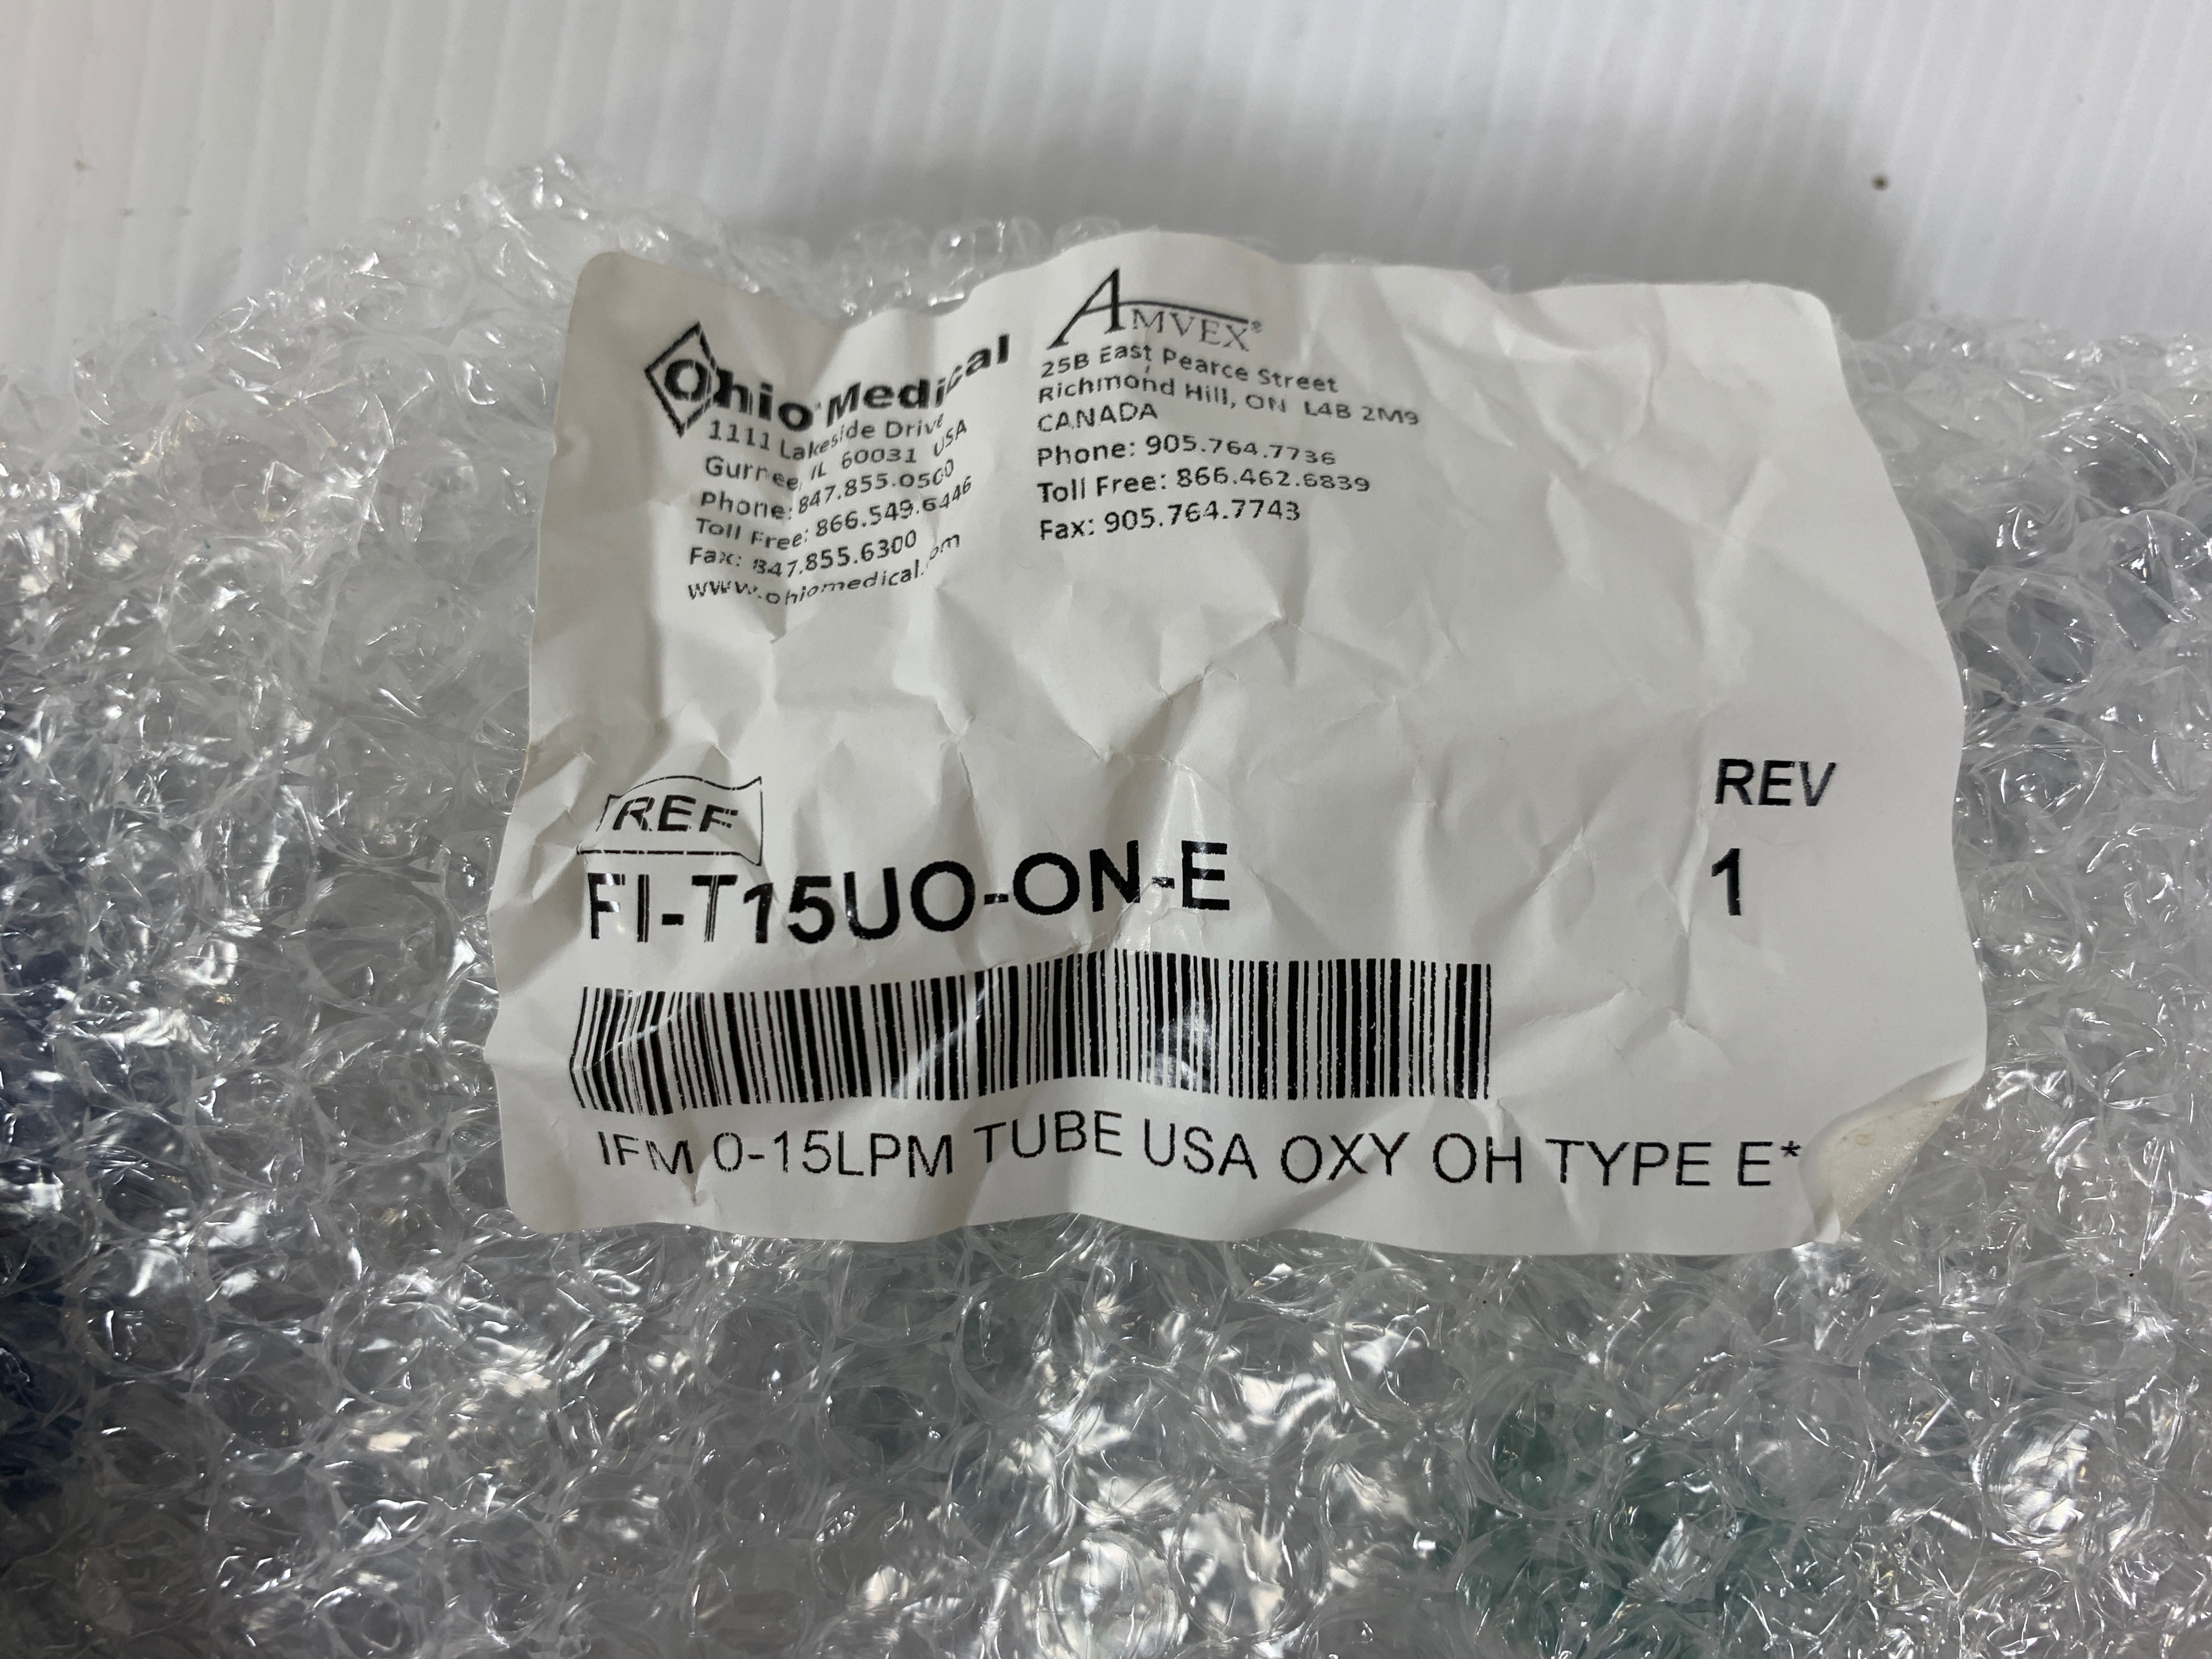 Ohio Medical
1111 Lakeside Drive
Gurnee, IL 60031 USA
Phone: 847.855.0500
Toll Free: 866.549.6446
Fax: 847.855.6300
www.ohiomedical.com
AMVEX®
25B East Pearce Street
Richmond Hill, ON L4B 2M9
CANADA
Phone: 905.764.7736
Toll Free: 866.462.6839
Fax: 905.764.7743
REF
FI-T15UO-ON-E
REV
1
IFM 0-15LPM TUBE USA OXY OH TYPE E*